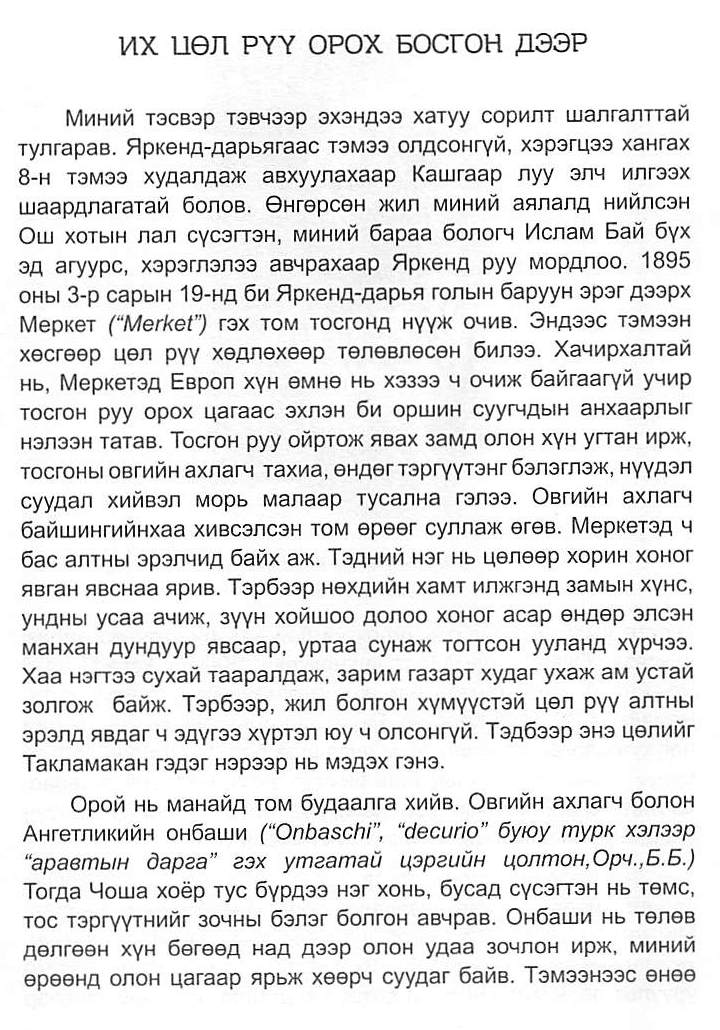 ИХ ЦӨЛ РҮҮ ОРОХ БОСГОН ДЭЭР
Миний тэсвэр тэвчээр эхэндээ хатуу сорилт шалгалттай
тулгарав. Яркенд-дарьягаас тэмээ олдсонгүй, хэрэгцээ хангах
8-н тэмээ худалдаж авхуулахаар Кашгаар луу элч илгээх
шаардлагатай болов. Өнгөрсөн жил миний аялалд нийлсэн
Ош хотын лал сүсэгтэн, миний бараа бологч Ислам Бай бүх
эд агуурс, хэрэглэлээ авчрахаар Яркенд руу мордлоо. 1895
оны 3-р сарын 19-нд би Яркенд-дарья голын баруун эрэг дээрх
Меркет (“Merket”) гэх том тосгонд нүүж очив. Эндээс тэмээн
хөсгөөр цөл рүү хөдлөхөөр төлөвлөсөн билээ. Хачирхалтай
нь, Меркетэд Европ хүн өмнө нь хэзээ ч очиж байгаагүй учир
тосгон руу орох цагаас эхлэн би оршин суугчдын анхаарлыг
нэлээн татав. Тосгон руу ойртож явах замд олон хүн угтан ирж,
тосгоны овгийн ахлагч тахиа, өндөг тэргүүтэнг бэлэглэж, нүүдэл
суудал хийвэл морь малаар тусална гэлээ. Овгийн ахлагч
байшингийнхаа хивсэлсэн том өрөөг суллаж өгөв. Меркетэд ч
бас алтны эрэлчид байх аж. Тэдний нэг нь цөлөөр хорин хоног
явган явснаа ярив. Тэрбээр нөхдийн хамт илжгэнд замын хүнс,
ундны усаа ачиж, зүүн хойшоо долоо хоног асар өндөр элсэн
манхан дундуур явсаар, уртаа сунаж тогтсон ууланд хүрчээ.
Хаа нэгтээ сухай тааралдаж, зарим газарт худаг ухаж ам устай
золгож байж. Тэрбээр, жил болгон хүмүүстэй цөл рүү алтны
эрэлд явдаг ч эдүгээ хүртэл юу ч олсонгүй. Тэдбээр энэ цөлийг
Такламакан гэдэг нэрээр нь мэдэх гэнэ.
Орой нь манайд том будаалга хийв. Овгийн ахлагч болон
Ангетликийн онбаши (“Onbaschi”, “decurio” буюу турк хэлээр
“аравтын дарга” гэх утгатай цэргийн цолтон,Орч.,Б.Б.)
Тогда Чоша хоёр тус бүрдээ нэг хонь, бусад сүсэгтэн нь төмс,
тос тэргүүтнийг зочны бэлэг болгон авчрав. Онбаши нь төлөв
дөлгөөн хүн бөгөөд над дээр олон удаа зочлон ирж, миний
өрөөнд олон цагаар ярьж хөөрч суудаг байв. Тэмээнээс өнөө